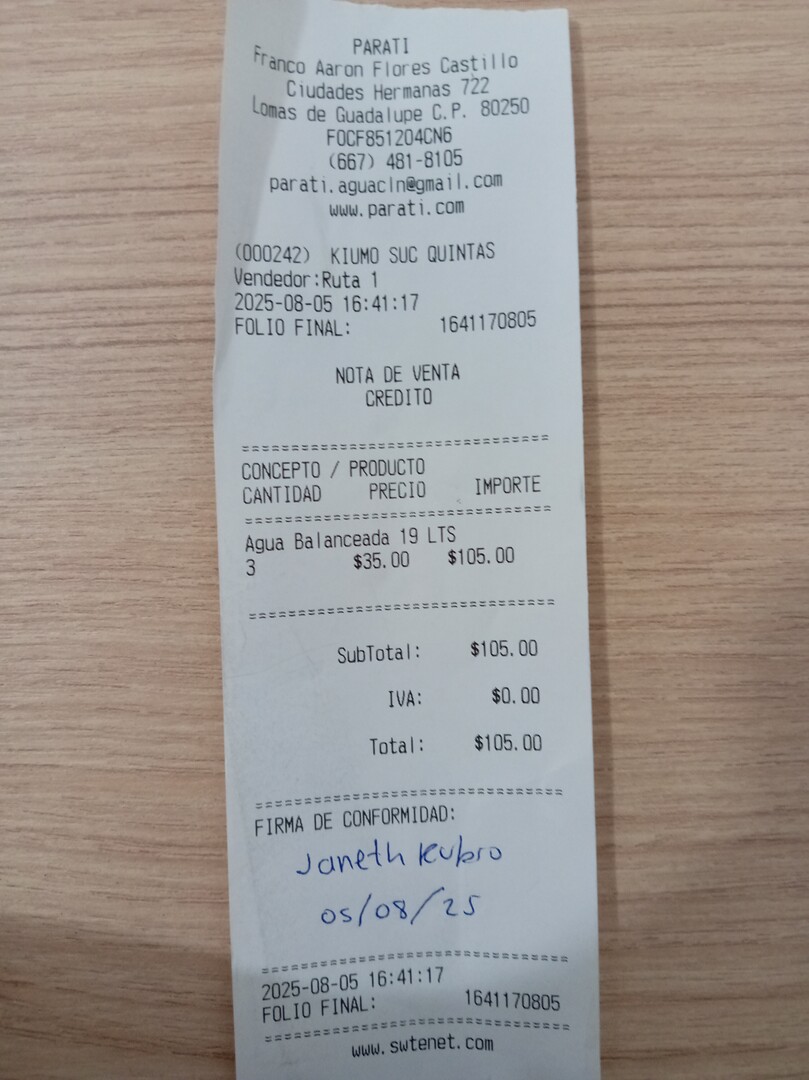 PARATI
Franco Aaron Flores Castillo
Ciudades Hermanas 722
Lomas de Guadalupe C.P. 80250
FOCF851204CN6
(667) 481-8105
parati.aguacln@gmail.com
www.parati.com
(000242) KIUMO SUC QUINTAS
Vendedor:Ruta 1
2025-08-05 16:41:17
FOLIO FINAL: 1641170805
NOTA DE VENTA
CREDITO
==============================
CONCEPTO / PRODUCTO
CANTIDAD PRECIO IMPORTE
==============================
Agua Balanceada 19 LTS
3 $35.00 $105.00
==============================
SubTotal: $105.00
IVA: $0.00
Total: $105.00
==============================
FIRMA DE CONFORMIDAD:
Janeth
05/08/25
==============================
2025-08-05 16:41:17
FOLIO FINAL: 1641170805
==============================
www.swtenet.com